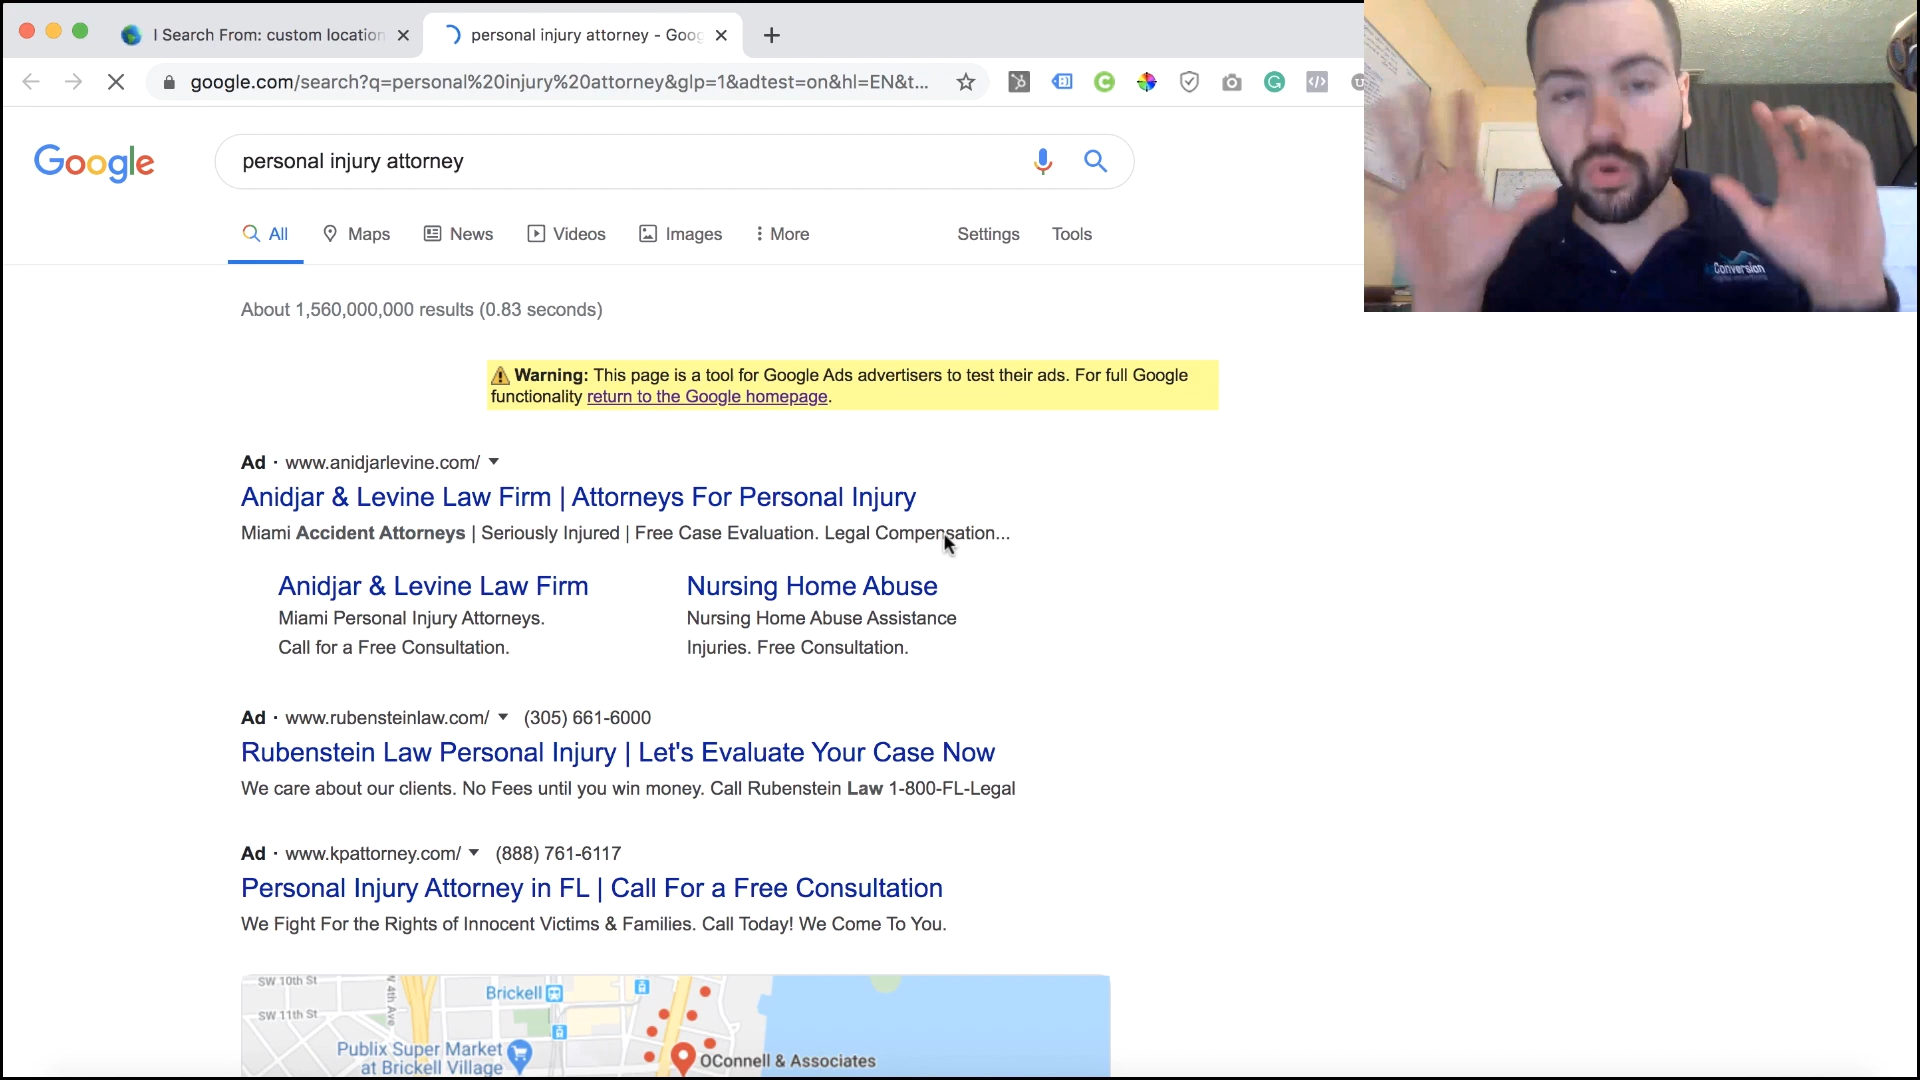 I Search From: custom location
personal injury attorney - Goog
google.com/search?q=personal%20injury%20attorney&glp=1&adtest=on&hl=EN&t...
Google
personal injury attorney
All
Maps
News
Videos
Images
More
Settings
Tools
Conversion
About 1,560,000,000 results (0.83 seconds)
Warning: This page is a tool for Google Ads advertisers to test their ads. For full Google
functionality return to the Google homepage.
Ad · www.anidjarlevine.com/
Anidjar & Levine Law Firm | Attorneys For Personal Injury
Miami Accident Attorneys | Seriously Injured | Free Case Evaluation. Legal Compensation...
Anidjar & Levine Law Firm
Miami Personal Injury Attorneys.
Call for a Free Consultation.
Nursing Home Abuse
Nursing Home Abuse Assistance
Injuries. Free Consultation.
Ad · www.rubensteinlaw.com/ (305) 661-6000
Rubenstein Law Personal Injury | Let's Evaluate Your Case Now
We care about our clients. No Fees until you win money. Call Rubenstein Law 1-800-FL-Legal
Ad · www.kpattorney.com/ (888) 761-6117
Personal Injury Attorney in FL | Call For a Free Consultation
We Fight For the Rights of Innocent Victims & Families. Call Today! We Come To You.
SW 10th St
SW 11th St
W 4th Ave
Brickell
Publix Super Market
at Brickell Village
OConnell & Associates